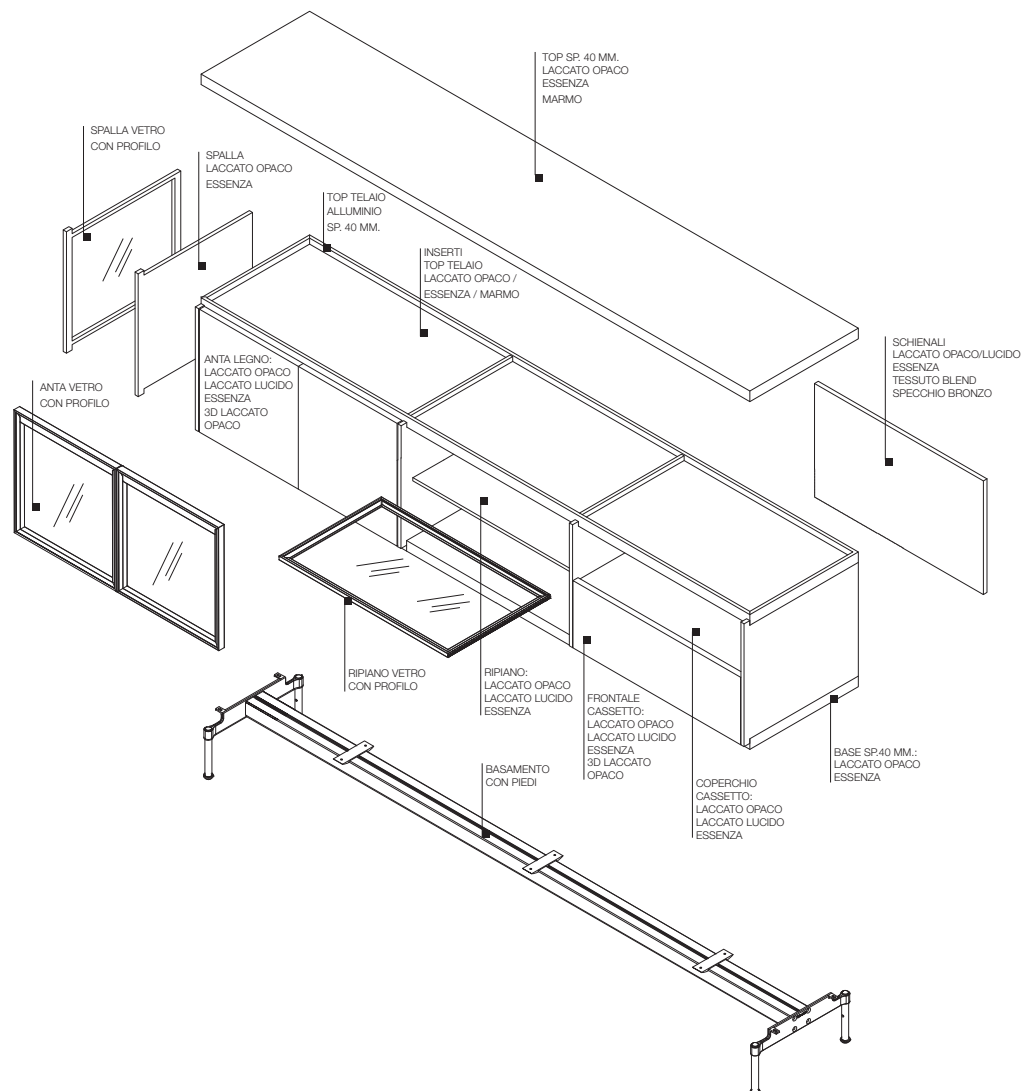 TOP SP. 40 MM.
LACCATO OPACO
ESSENZA
MARMO
SPALLA VETRO
CON PROFILO
SPALLA
LACCATO OPACO
ESSENZA
TOP TELAIO
ALLUMINIO
SP. 40 MM.
INSERTI
TOP TELAIO
LACCATO OPACO /
ESSENZA / MARMO
SCHIENALI
LACCATO OPACO/LUCIDO
ESSENZA
TESSUTO BLEND
SPECCHIO BRONZO
ANTA LEGNO:
LACCATO OPACO
LACCATO LUCIDO
ESSENZA
3D LACCATO
OPACO
ANTA VETRO
CON PROFILO
RIPIANO VETRO
CON PROFILO
RIPIANO:
LACCATO OPACO
LACCATO LUCIDO
ESSENZA
FRONTALE
CASSETTO:
LACCATO OPACO
LACCATO LUCIDO
ESSENZA
3D LACCATO
OPACO
BASE SP.40 MM.:
LACCATO OPACO
ESSENZA
BASAMENTO
CON PIEDI
COPERCHIO
CASSETTO:
LACCATO OPACO
LACCATO LUCIDO
ESSENZA